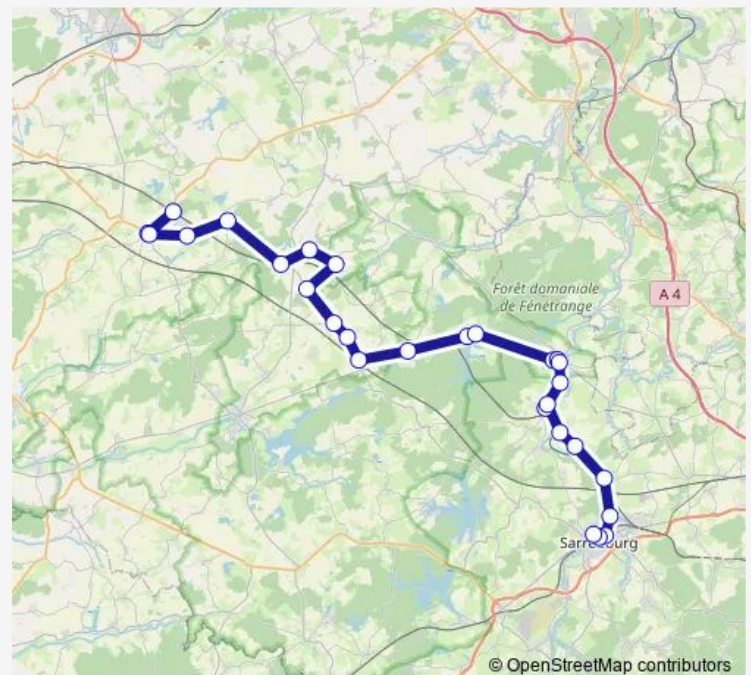 Forêt domaniale
de Fénétrange
A 4
Sarrebourg
© OpenStreetMap contributors